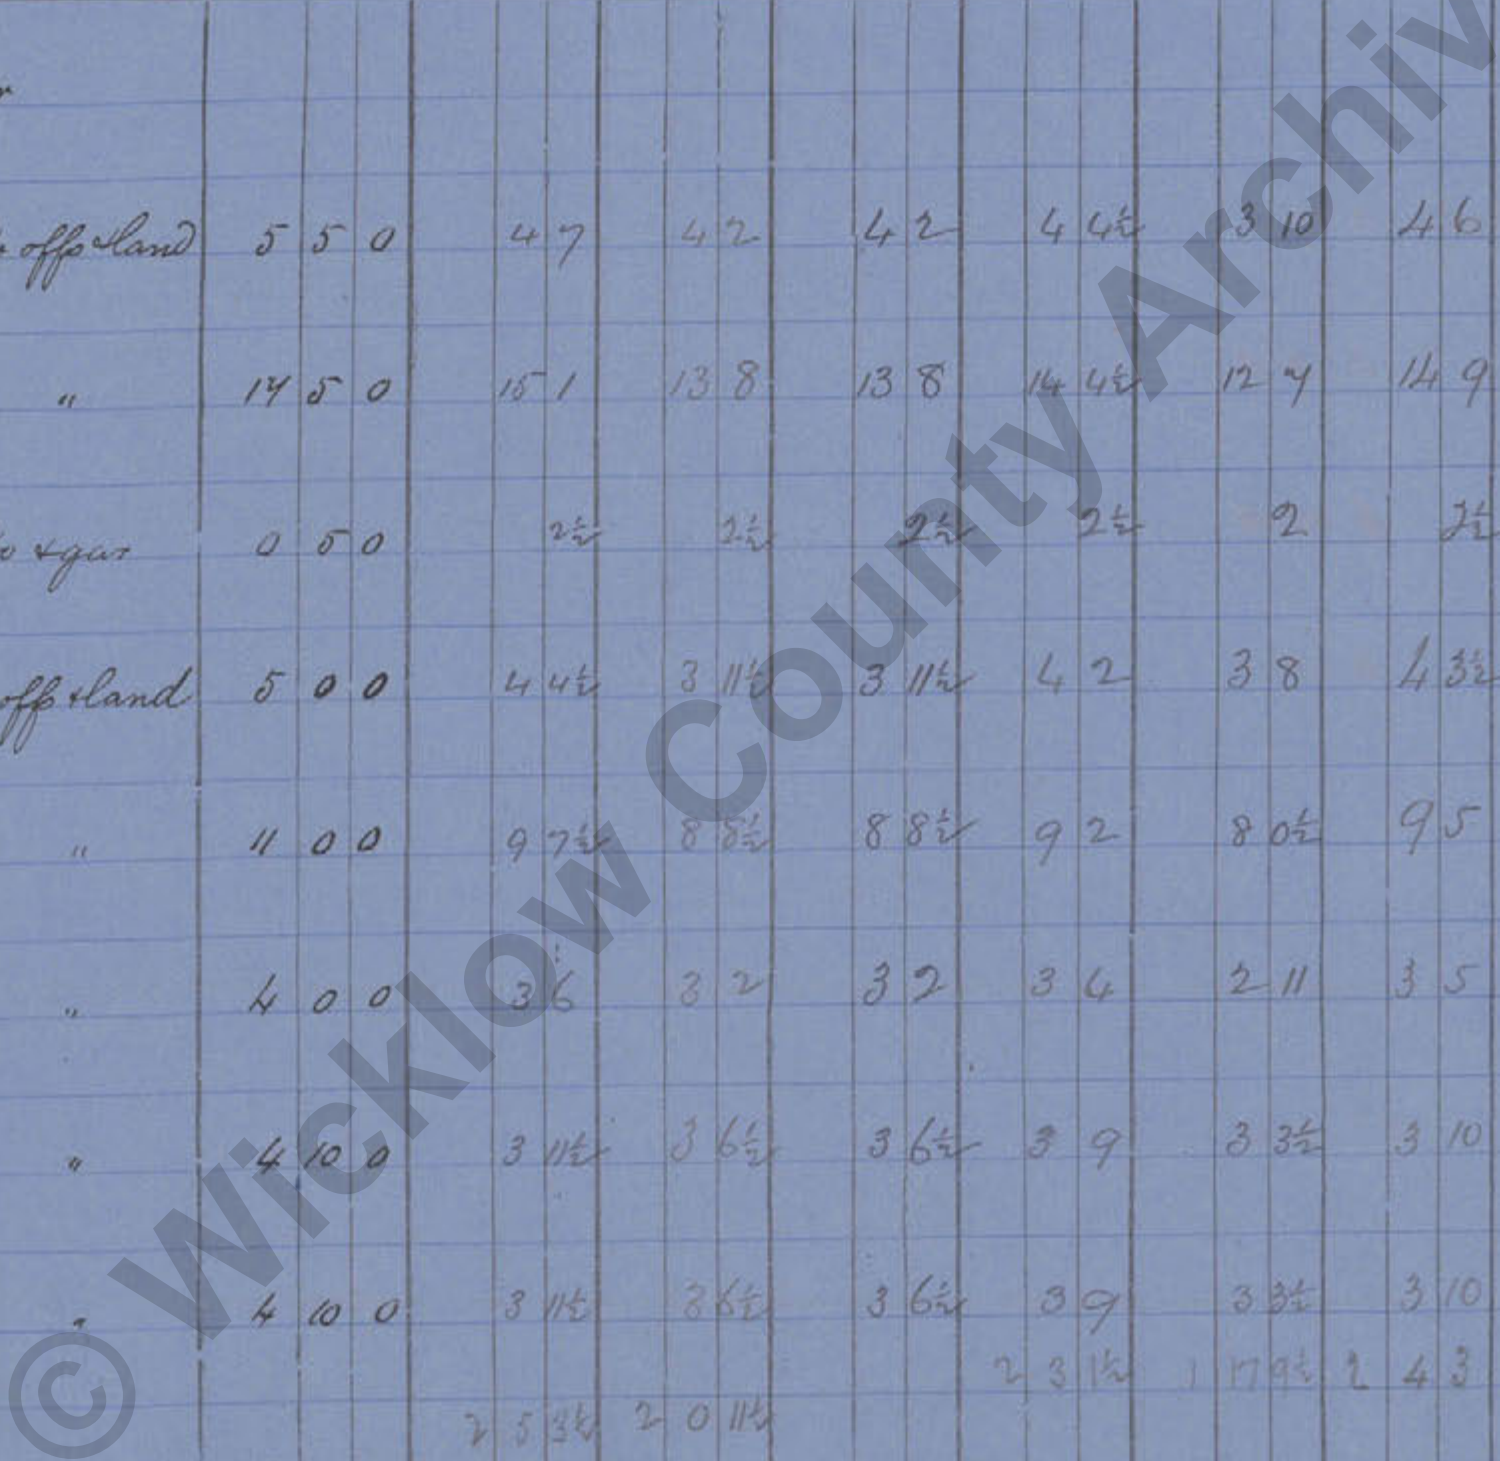 offs & land 5 5 0 4 7 4 2 4 2 4 4½ 3 10 4 6
" 17 5 0 15 1 13 8 13 8 14 4½ 12 7 14 9
& gar 0 5 0 2½ 2½ 2½ 2½ 2 2½
off & land 5 0 0 4 4½ 3 11½ 3 11½ 4 2 3 8 4 3½
" 11 0 0 9 7½ 8 8½ 8 8½ 9 2 8 0½ 9 5
" 4 0 0 3 6 3 2 3 2 3 4 2 11 3 5
" 4 10 0 3 11½ 3 6½ 3 6½ 3 9 3 3½ 3 10
" 4 10 0 3 11½ 3 6½ 3 6½ 3 9 3 3½ 3 10
2 3 1½ 1 17 9½ 2 4 3
2 5 3½ 2 0 11½
© Wicklow County Archiv